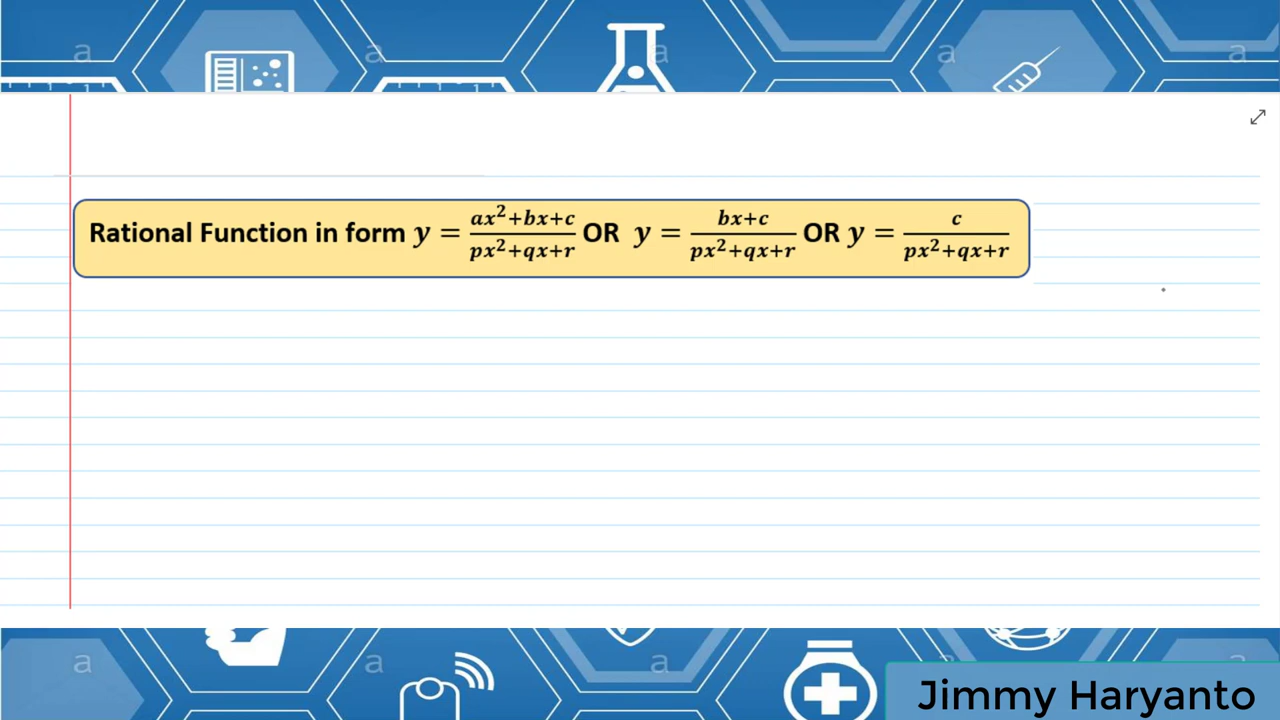 a a a a a
Rational Function in form y = ax²+bx+c / px²+qx+r OR y = bx+c / px²+qx+r OR y = c / px²+qx+r
a a a a
Jimmy Haryanto